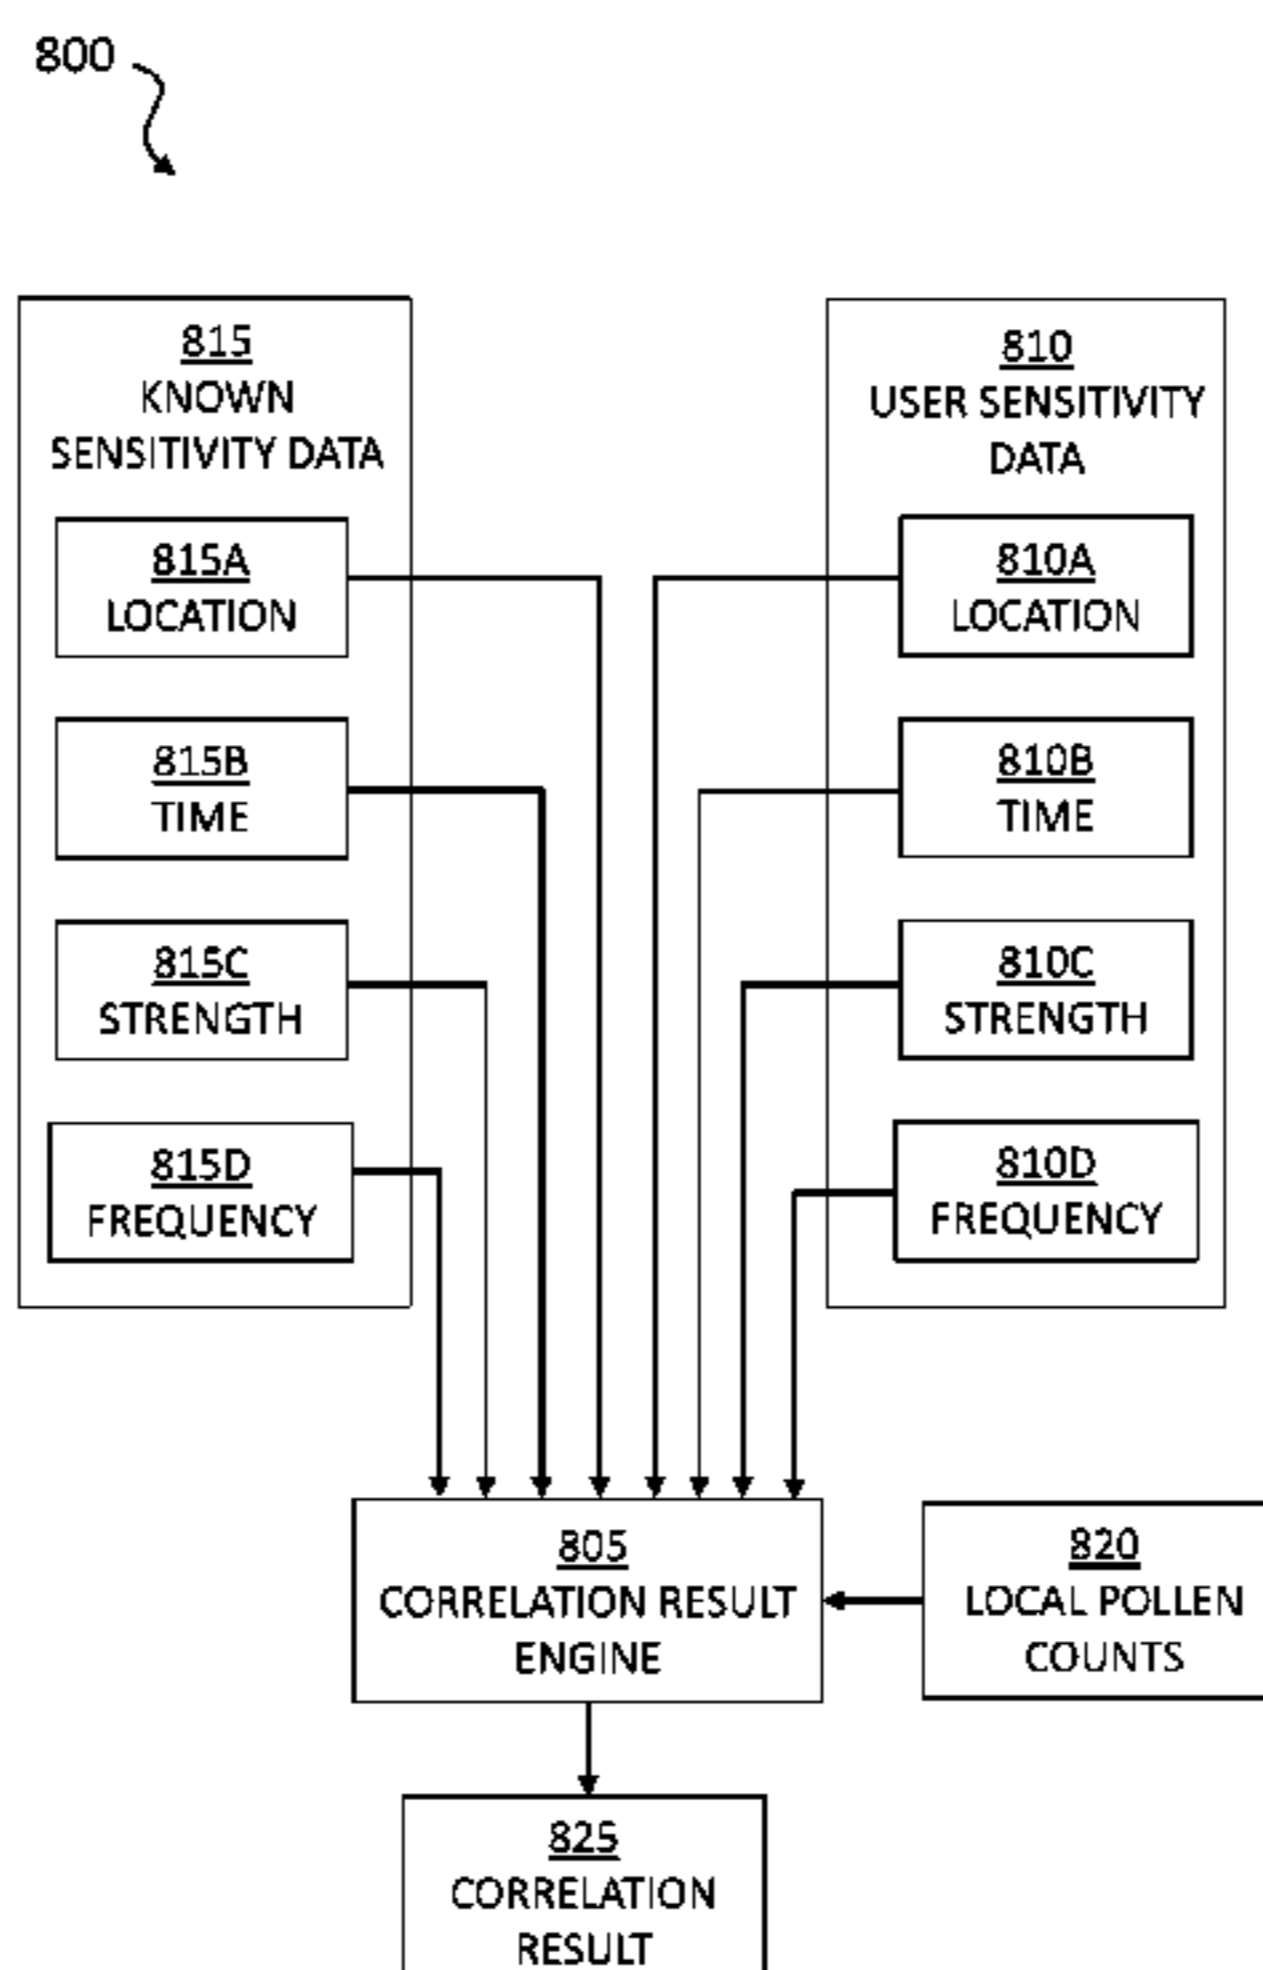 800
815
KNOWN
SENSITIVITY DATA
815A
LOCATION
815B
TIME
815C
STRENGTH
815D
FREQUENCY
810
USER SENSITIVITY
DATA
810A
LOCATION
810B
TIME
810C
STRENGTH
810D
FREQUENCY
805
CORRELATION RESULT
ENGINE
820
LOCAL POLLEN
COUNTS
825
CORRELATION
RESULT